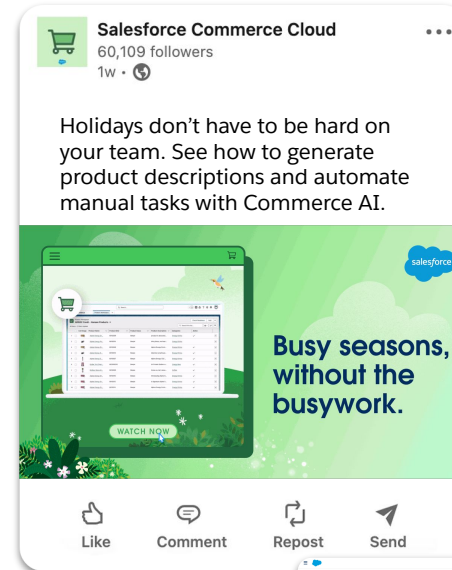 Salesforce Commerce Cloud
60,109 followers
1w •
Holidays don’t have to be hard on
your team. See how to generate
product descriptions and automate
manual tasks with Commerce AI.
salesforce
Busy seasons,
without the
busywork.
WATCH NOW
Like Comment Repost Send